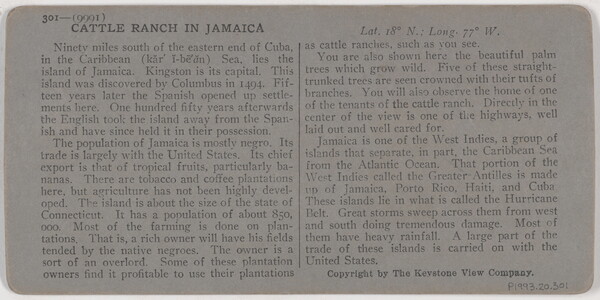 301—(9991)
CATTLE RANCH IN JAMAICA
Lat. 18° N.; Long. 77° W.
Ninety miles south of the eastern end of Cuba,
in the Caribbean (kăr´ ĭ-bē´ăn) Sea, lies the
island of Jamaica. Kingston is its capital. This
island was discovered by Columbus in 1494. Fif-
teen years later the Spanish opened up settle-
ments here. One hundred fifty years afterwards
the English took the island away from the Span-
ish and have since held it in their possession.
The population of Jamaica is mostly negro. Its
trade is largely with the United States. Its chief
export is that of tropical fruits, particularly ba-
nanas. There are tobacco and coffee plantations
here, but agriculture has not been highly devel-
oped. The island is about the size of the state of
Connecticut. It has a population of about 850,
000. Most of the farming is done on plan-
tations. That is, a rich owner will have his fields
tended by the native negroes. The owner is a
sort of an overlord. Some of these plantation
owners find it profitable to use their plantations
as cattle ranches, such as you see.
You are also shown here the beautiful palm
trees which grow wild. Five of these straight-
trunked trees are seen crowned with their tufts of
branches. You will also observe the home of one
of the tenants of the cattle ranch. Directly in the
center of the view is one of the highways, well
laid out and well cared for.
Jamaica is one of the West Indies, a group of
islands that separate, in part, the Caribbean Sea
from the Atlantic Ocean. That portion of the
West Indies called the Greater Antilles is made
up of Jamaica, Porto Rico, Haiti, and Cuba.
These islands lie in what is called the Hurricane
Belt. Great storms sweep across them from west
and south doing tremendous damage. Most of
them have heavy rainfall. A large part of the
trade of these islands is carried on with the
United States.
Copyright by The Keystone View Company.
P1993.20.301